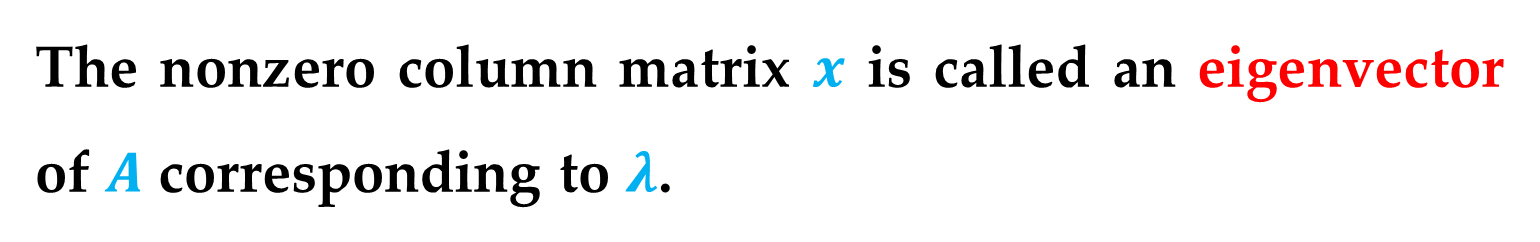 The nonzero column matrix x is called an eigenvector
of A corresponding to λ.